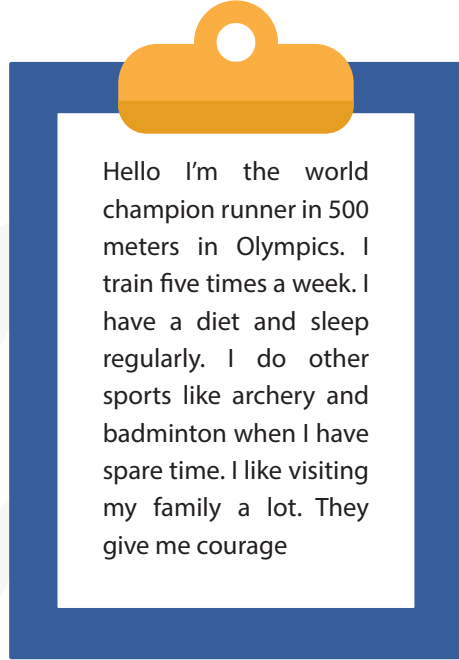 Hello I'm the world
champion runner in 500
meters in Olympics. I
train five times a week. I
have a diet and sleep
regularly. I do other
sports like archery and
badminton when I have
spare time. I like visiting
my family a lot. They
give me courage